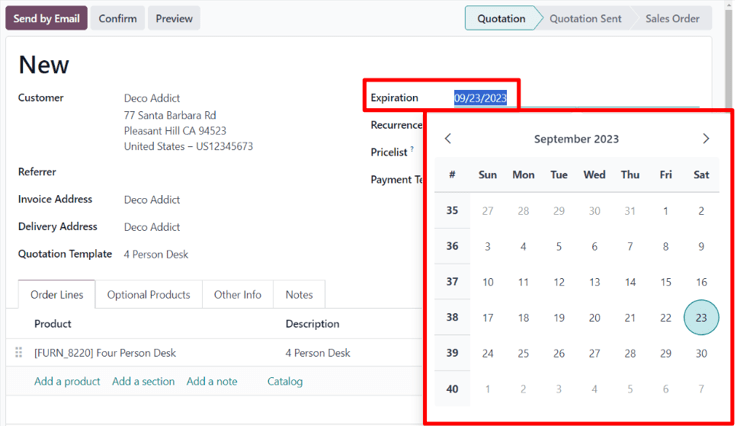 Send by Email Confirm Preview Quotation Quotation Sent Sales Order
New
Customer Deco Addict
77 Santa Barbara Rd
Pleasant Hill CA 94523
United States – US12345673
Referrer
Invoice Address Deco Addict
Delivery Address Deco Addict
Quotation Template 4 Person Desk
Expiration 09/23/2023
Recurrence
Pricelist ?
Payment Te
September 2023
# Sun Mon Tue Wed Thu Fri Sat
35 27 28 29 30 31 1 2
36 3 4 5 6 7 8 9
37 10 11 12 13 14 15 16
38 17 18 19 20 21 22 23
39 24 25 26 27 28 29 30
40 1 2 3 4 5 6 7
Order Lines Optional Products Other Info Notes
Product Description
[FURN_8220] Four Person Desk 4 Person Desk
Add a product Add a section Add a note Catalog